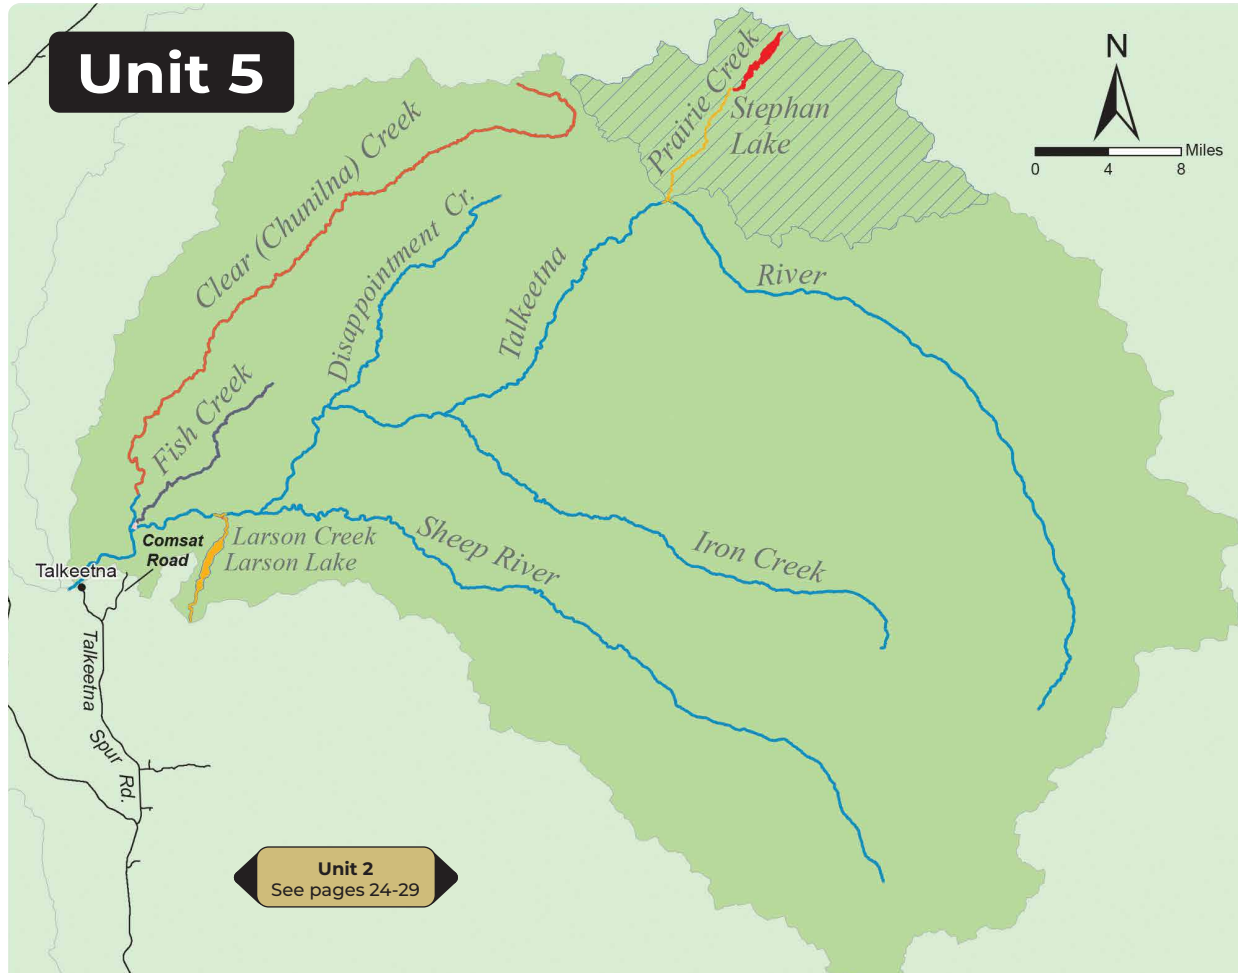 Unit 5
N
Miles
0 4 8
Prairie Creek
Stephan
Lake
Clear (Chunilna) Creek
Disappointment Cr.
Talkeetna
River
Fish Creek
Comsat
Road
Larson Creek
Larson Lake
Sheep River
Iron Creek
Talkeetna
Talkeetna
Spur
Rd.
Unit 2
See pages 24-29